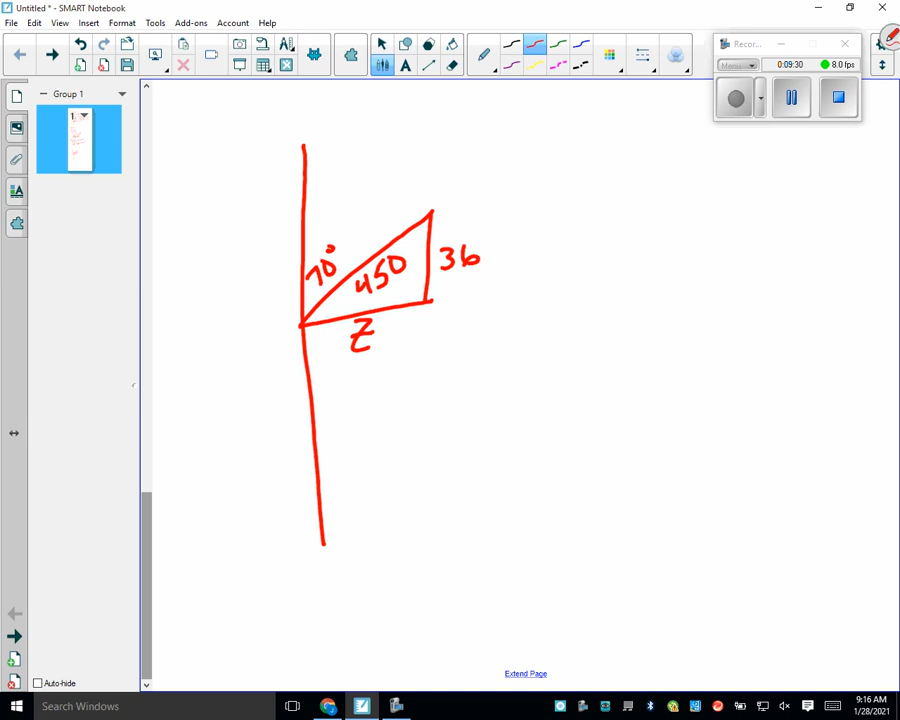 Untitled * - SMART Notebook
File Edit View Insert Format Tools Add-ons Account Help
Recor...
Menu
0:09:30
8.0 fps
Group 1
1
70°
450
36
Z
Extend Page
Auto-hide
Search Windows
9:16 AM
1/28/2021